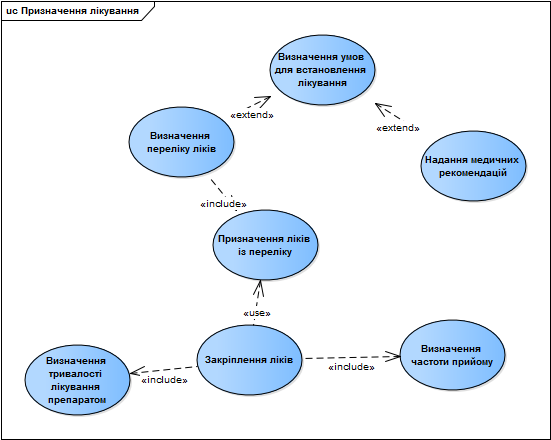 uc Призначення лікування
Визначення умов
для встановлення
лікування
«extend»
«extend»
Визначення
переліку ліків
Надання медичних
рекомендацій
«include»
Призначення ліків
із переліку
«use»
Визначення
тривалості
лікування
препаратом
«include»
Закріплення ліків
«include»
Визначення
частоти прийому